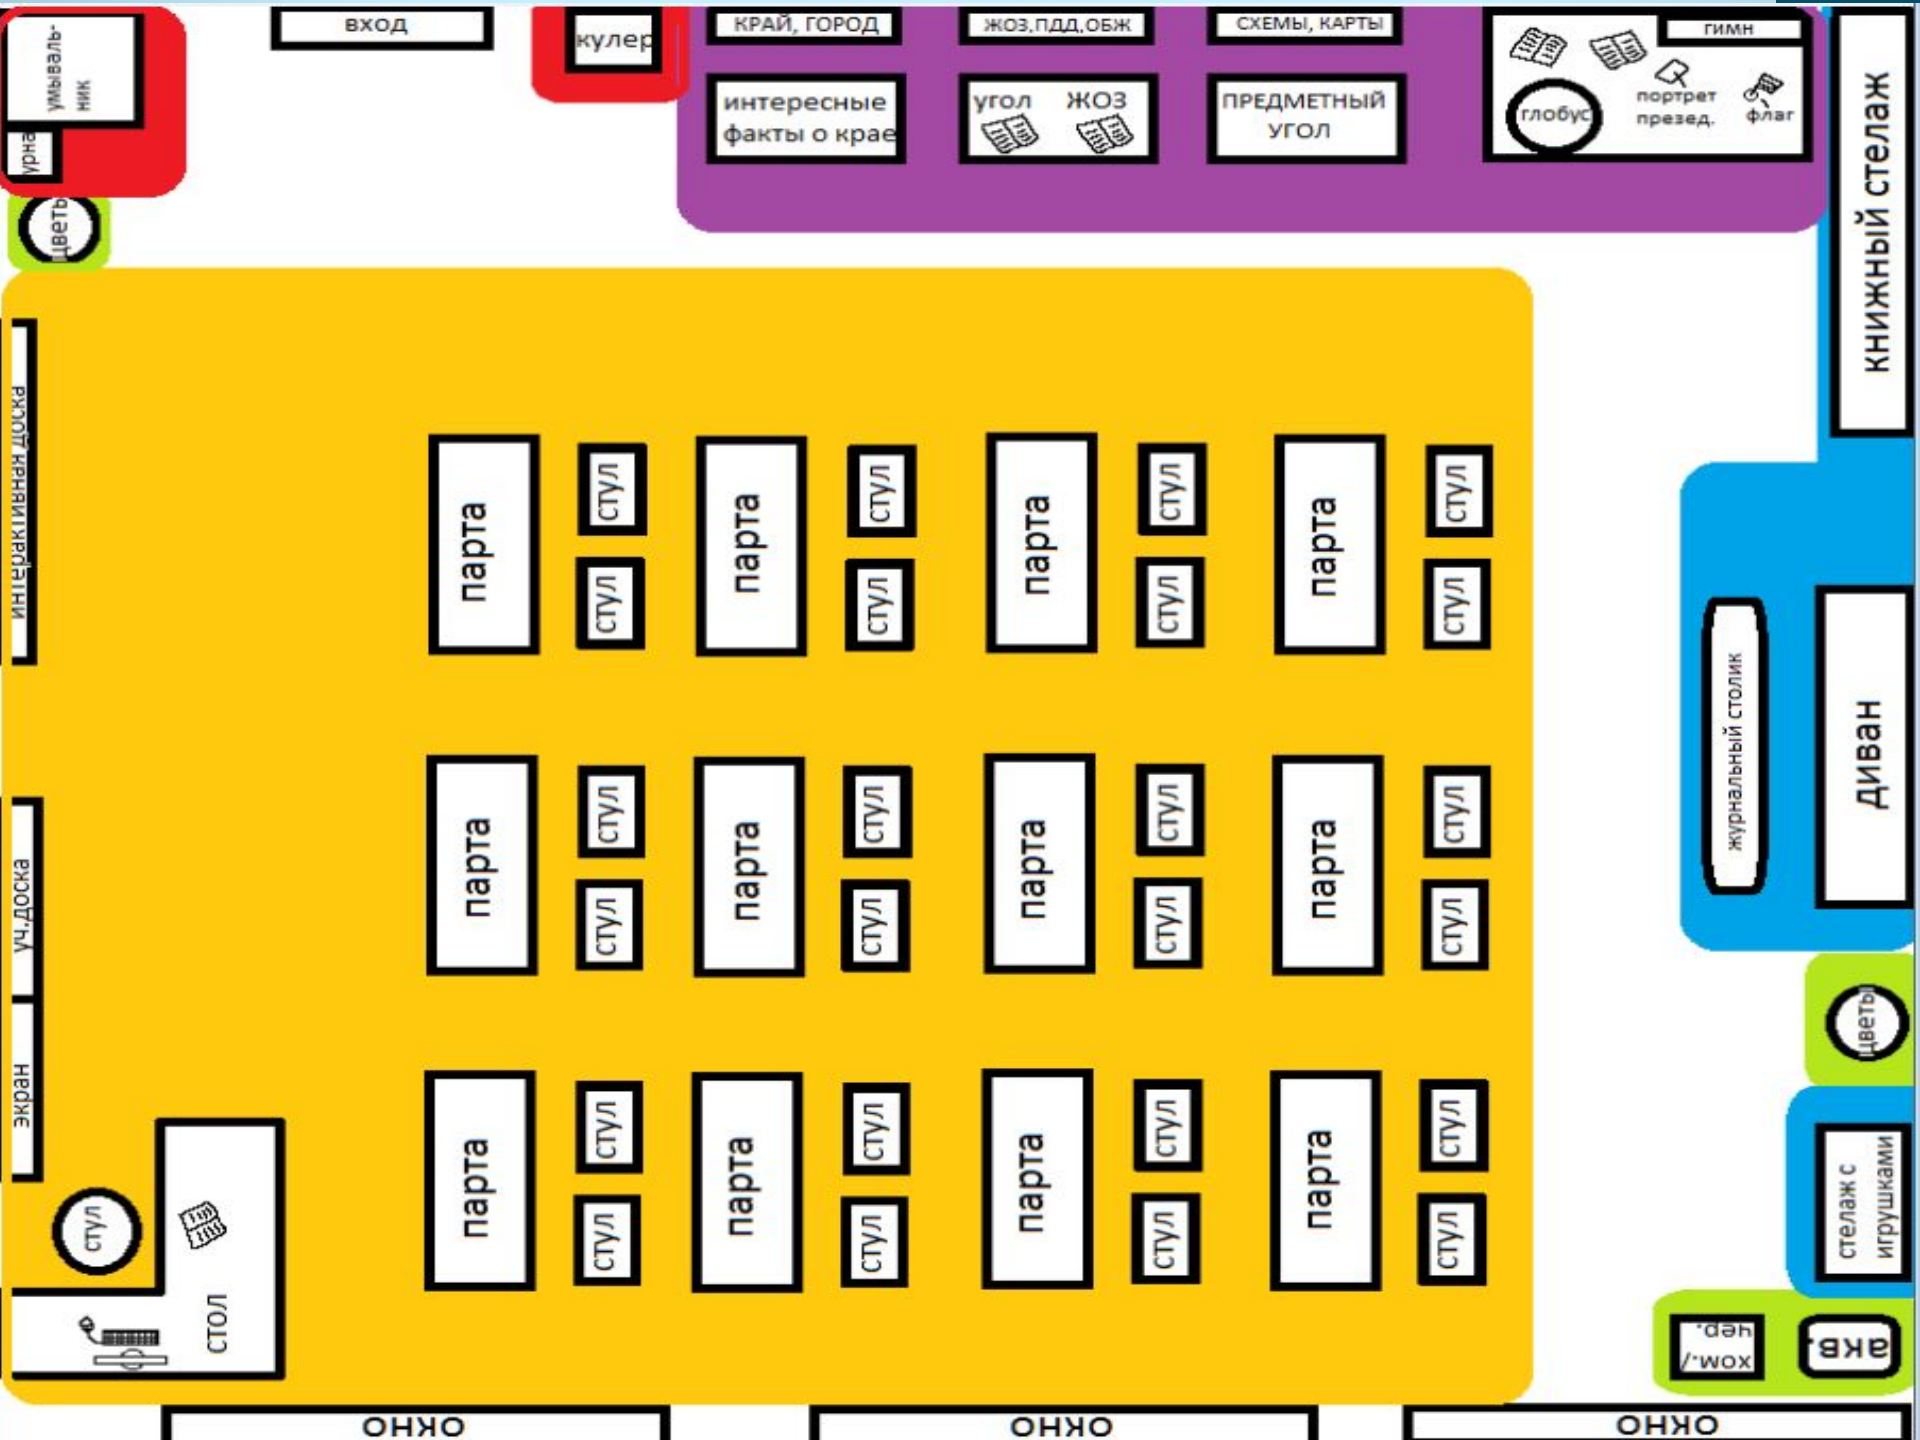 умываль-
ник
урна
цветы
вход
кулер
КРАЙ, ГОРОД
ЖОЗ,ПДД,ОБЖ
СХЕМЫ, КАРТЫ
гимн
интересные
факты о крае
угол ЖОЗ
ПРЕДМЕТНЫЙ
УГОЛ
глобус
портрет
презед.
флаг
книжный стелаж
интерактивная доска
парта
стул
стул
парта
стул
стул
парта
стул
стул
парта
стул
стул
журнальный столик
диван
уч.доска
экран
парта
стул
стул
парта
стул
стул
парта
стул
стул
парта
стул
стул
цветы
стул
стол
парта
стул
стул
парта
стул
стул
парта
стул
стул
парта
стул
стул
стелаж с
игрушками
хом./
чер.
акв.
окно
окно
окно